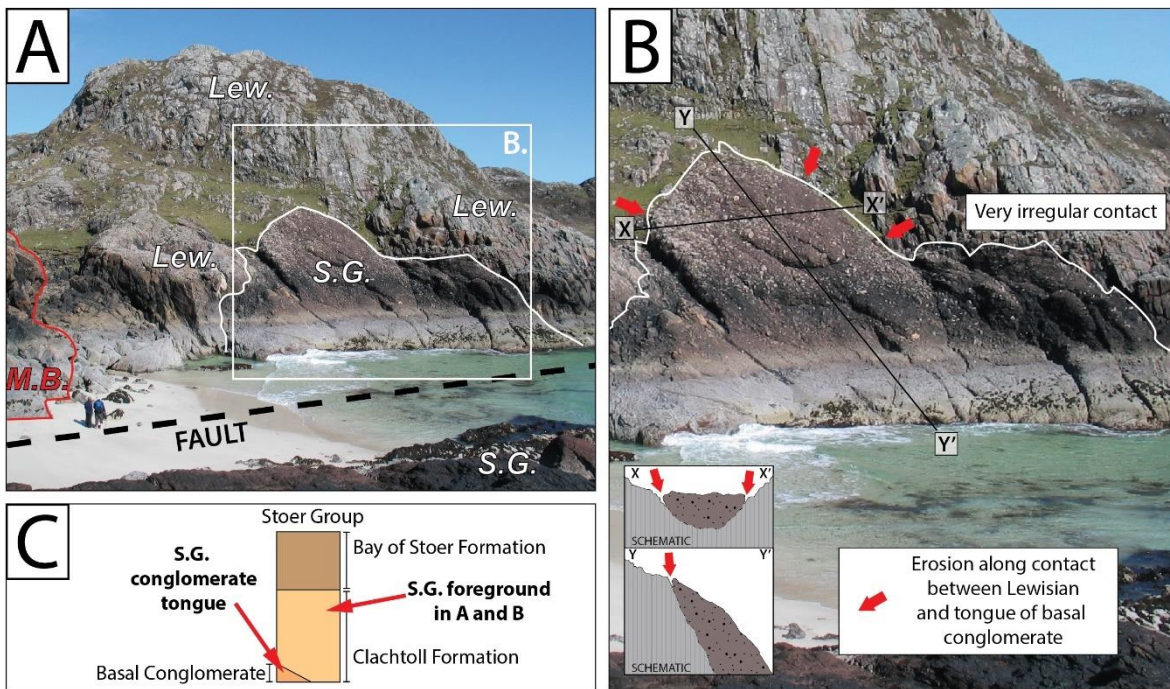 A
Lew.
B.
Lew.
Lew.
S.G.
M.B.
FAULT
S.G.
B
Y
X'
X
Very irregular contact
Y'
X X'
SCHEMATIC
Y Y'
SCHEMATIC
Erosion along contact
between Lewisian
and tongue of basal
conglomerate
C
Stoer Group
Bay of Stoer Formation
S.G.
conglomerate
tongue
S.G. foreground
in A and B
Basal Conglomerate
Clachtoll Formation